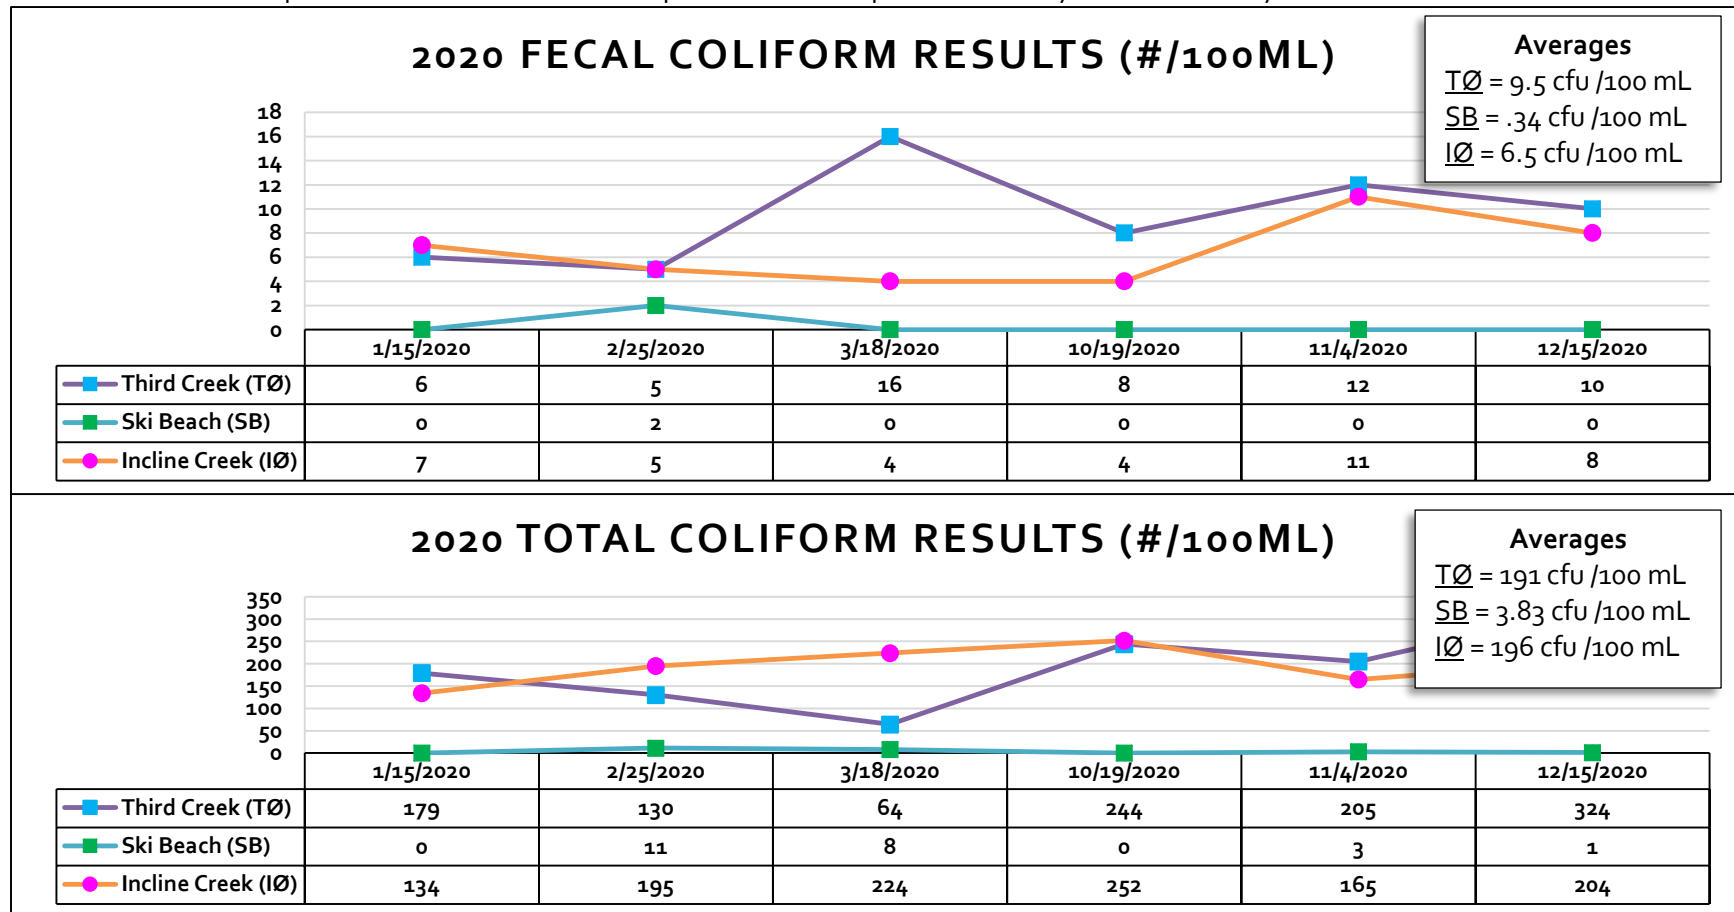 2020 FECAL COLIFORM RESULTS (#/100ML)
Averages
TØ = 9.5 cfu /100 mL
SB = .34 cfu /100 mL
IØ = 6.5 cfu /100 mL
18
16
14
12
10
8
6
4
2
0
1/15/2020 2/25/2020 3/18/2020 10/19/2020 11/4/2020 12/15/2020
Third Creek (TØ) 6 5 16 8 12 10
Ski Beach (SB) 0 2 0 0 0 0
Incline Creek (IØ) 7 5 4 4 11 8
2020 TOTAL COLIFORM RESULTS (#/100ML)
Averages
TØ = 191 cfu /100 mL
SB = 3.83 cfu /100 mL
IØ = 196 cfu /100 mL
350
300
250
200
150
100
50
0
1/15/2020 2/25/2020 3/18/2020 10/19/2020 11/4/2020 12/15/2020
Third Creek (TØ) 179 130 64 244 205 324
Ski Beach (SB) 0 11 8 0 3 1
Incline Creek (IØ) 134 195 224 252 165 204